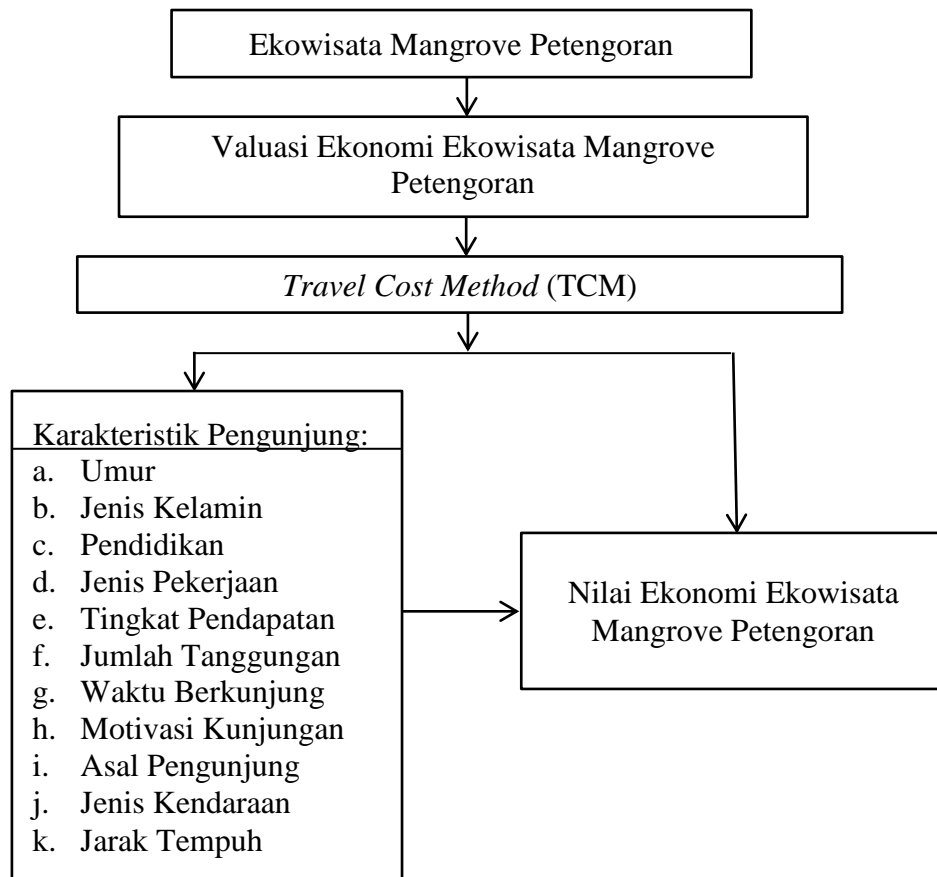 Ekowisata Mangrove Petengoran
Valuasi Ekonomi Ekowisata Mangrove
Petengoran
Travel Cost Method (TCM)
Karakteristik Pengunjung:
a. Umur
b. Jenis Kelamin
c. Pendidikan
d. Jenis Pekerjaan
e. Tingkat Pendapatan
f. Jumlah Tanggungan
g. Waktu Berkunjung
h. Motivasi Kunjungan
i. Asal Pengunjung
j. Jenis Kendaraan
k. Jarak Tempuh
Nilai Ekonomi Ekowisata
Mangrove Petengoran